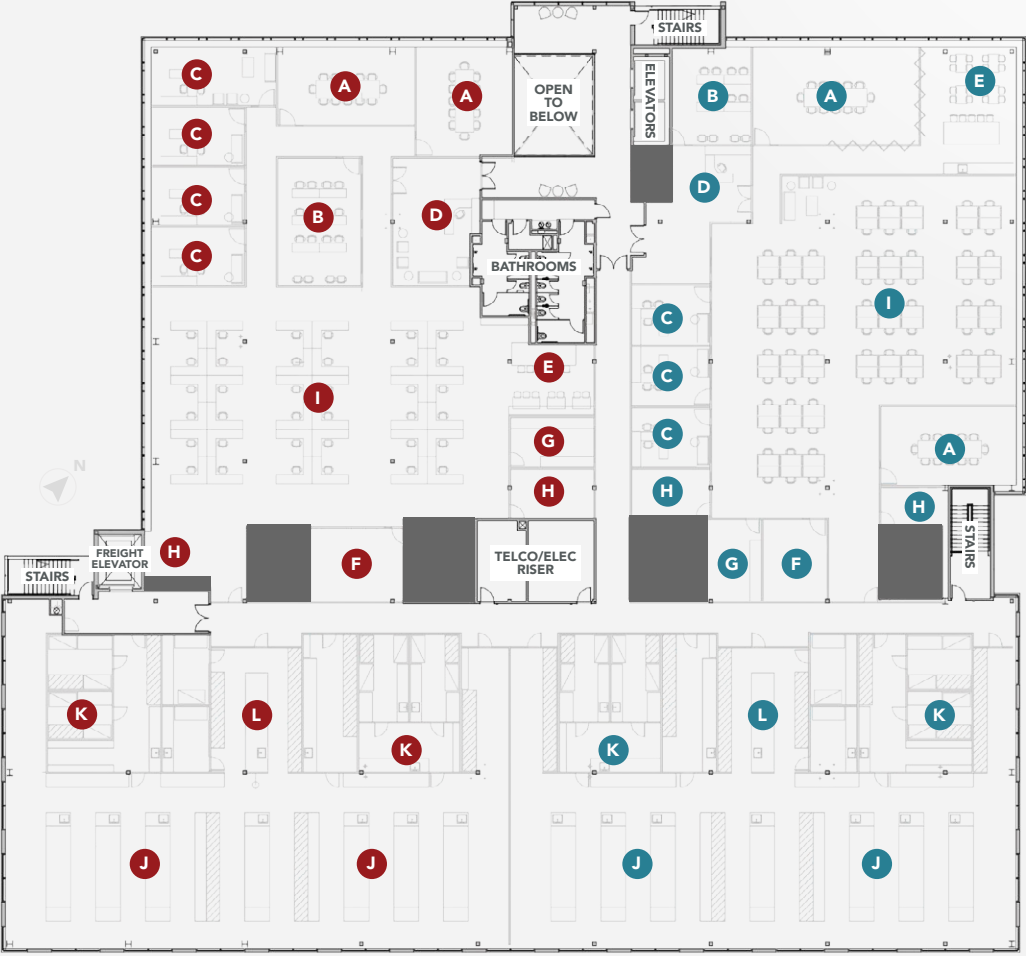 STAIRS
C
A
A
OPEN
TO
BELOW
ELEVATORS
B
A
E
C
C
B
D
D
C
BATHROOMS
I
C
E
C
I
C
G
A
N
H
H
H
H
FREIGHT
ELEVATOR
STAIRS
F
TELCO/ELEC
RISER
G
F
STAIRS
K
L
K
K
L
K
J
J
J
J